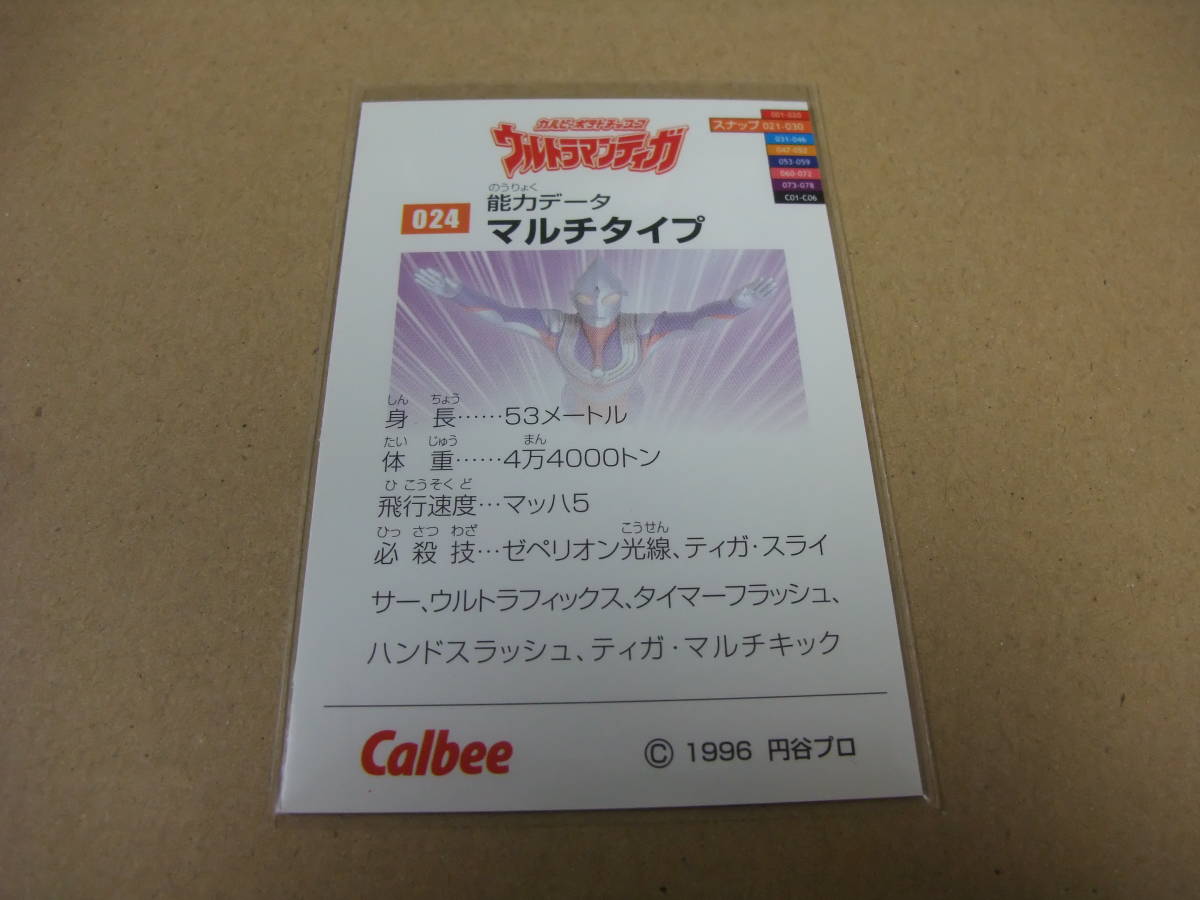 カルビーポテトチップス
ウルトラマンティガ
001-020
スナップ 021-030
031-046
047-052
053-059
060-072
073-078
C01-C06
のうりょく
能力データ
024
マルチタイプ
しん ちょう
身 長……53メートル
たい じゅう まん
体 重……4万4000トン
ひ こうそく ど
飛行速度…マッハ5
ひっ さつ わざ こうせん
必 殺 技…ゼペリオン光線、ティガ・スライ
サー、ウルトラフィックス、タイマーフラッシュ、
ハンドスラッシュ、ティガ・マルチキック
Calbee
© 1996 円谷プロ